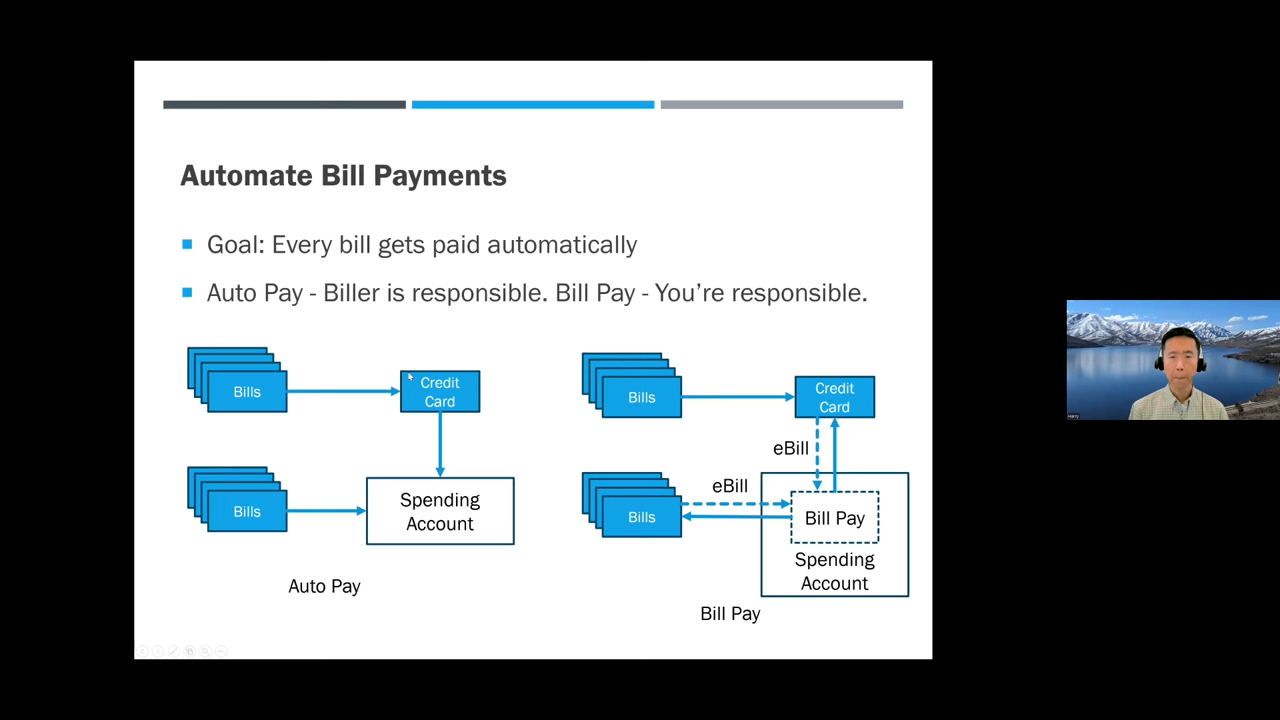 Automate Bill Payments
Goal: Every bill gets paid automatically
Auto Pay - Biller is responsible. Bill Pay - You're responsible.
Bills
Credit
Card
Bills
Spending
Account
Auto Pay
Bills
Credit
Card
eBill
eBill
Bills
Bill Pay
Spending
Account
Bill Pay
Harry